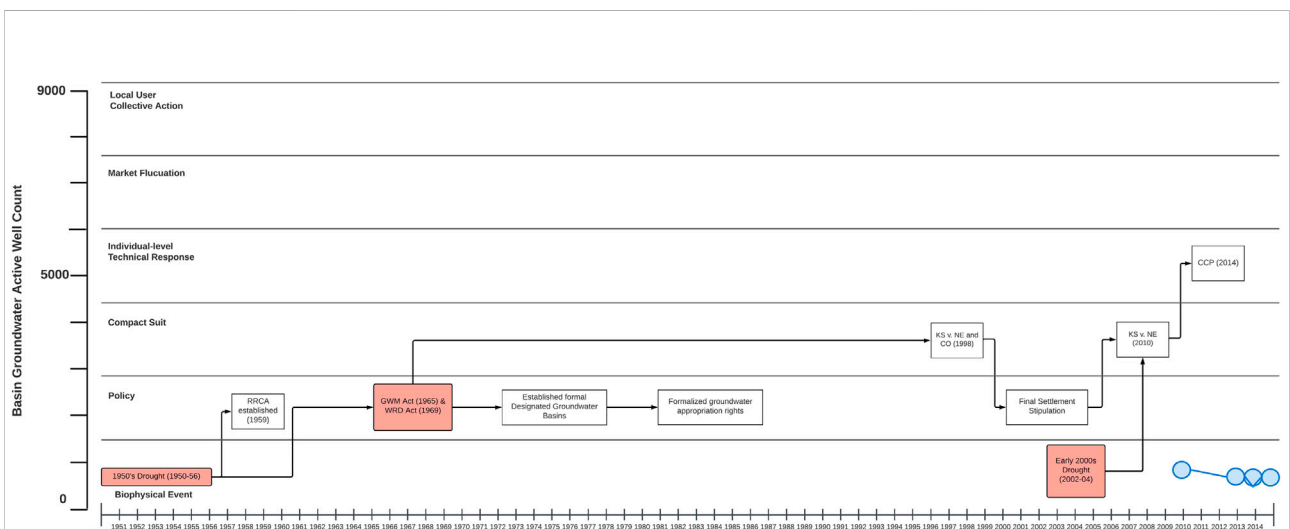 9000
Local User
Collective Action
Market Flucuation
Individual-level
Technical Response
CCP (2014)
5000
Basin Groundwater Active Well Count
Compact Suit
KS v. NE and
CO (1998)
KS v. NE
(2010)
Policy
RRCA
established
(1959)
GWM Act (1965) &
WRD Act (1969)
Established formal
Designated Groundwater
Basins
Formalized groundwater
appropriation rights
Final Settlement
Stipulation
1950's Drought (1950-56)
Early 2000s
Drought
(2002-04)
Biophysical Event
0
1951 1952 1953 1954 1955 1956 1957 1958 1959 1960 1961 1962 1963 1964 1965 1966 1967 1968 1969 1970 1971 1972 1973 1974 1975 1976 1977 1978 1979 1980 1981 1982 1983 1984 1985 1986 1987 1988 1989 1990 1991 1992 1993 1994 1995 1996 1997 1998 1999 2000 2001 2002 2003 2004 2005 2006 2007 2008 2009 2010 2011 2012 2013 2014